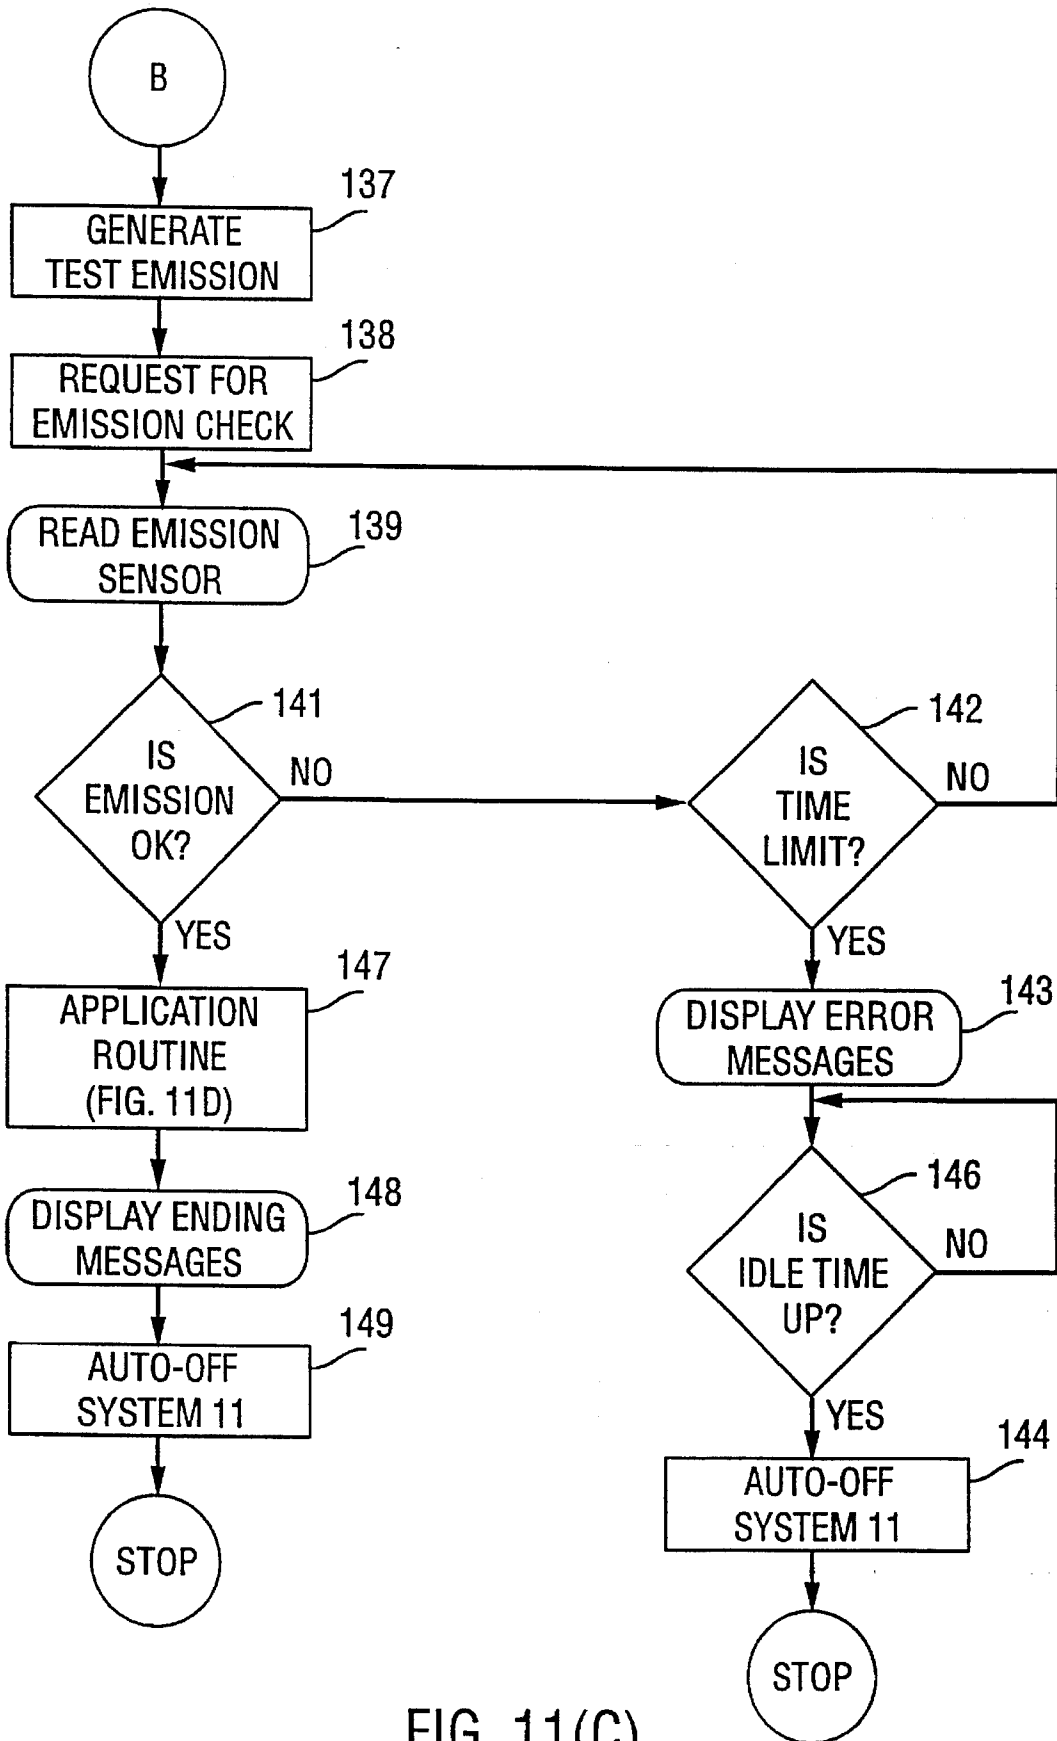 B
137
GENERATE
TEST EMISSION
138
REQUEST FOR
EMISSION CHECK
READ EMISSION
SENSOR
139
141
IS
EMISSION
OK?
NO
YES
142
IS
TIME
LIMIT?
NO
YES
147
APPLICATION
ROUTINE
(FIG. 11D)
143
DISPLAY ERROR
MESSAGES
148
DISPLAY ENDING
MESSAGES
146
IS
IDLE TIME
UP?
NO
YES
149
AUTO-OFF
SYSTEM 11
144
AUTO-OFF
SYSTEM 11
STOP
STOP
FIG. 11(C)